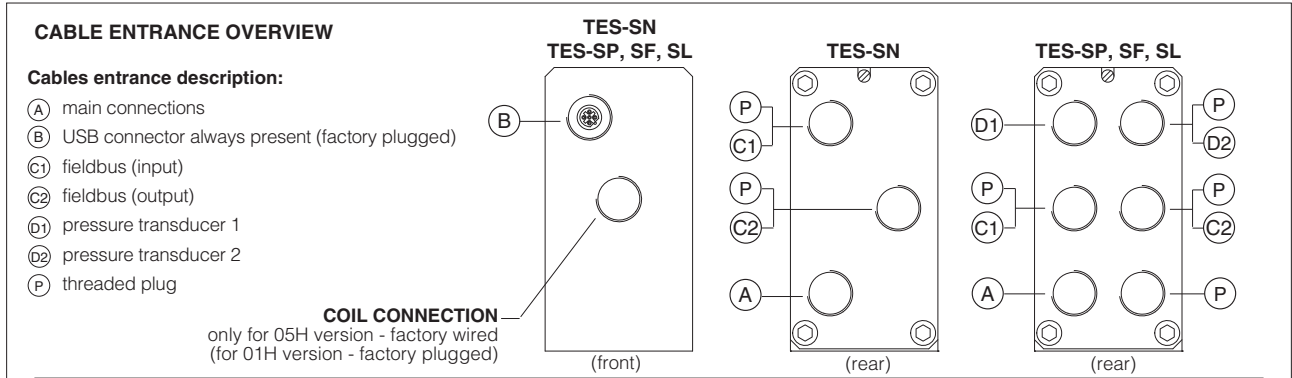 CABLE ENTRANCE OVERVIEW
Cables entrance description:
A main connections
B USB connector always present (factory plugged)
C1 fieldbus (input)
C2 fieldbus (output)
D1 pressure transducer 1
D2 pressure transducer 2
P threaded plug
COIL CONNECTION
only for 05H version - factory wired
(for 01H version - factory plugged)
TES-SN
TES-SP, SF, SL
B
(front)
TES-SN
P
C1
P
C2
A
(rear)
TES-SP, SF, SL
D1
P
D2
P
C1
P
C2
A
P
(rear)